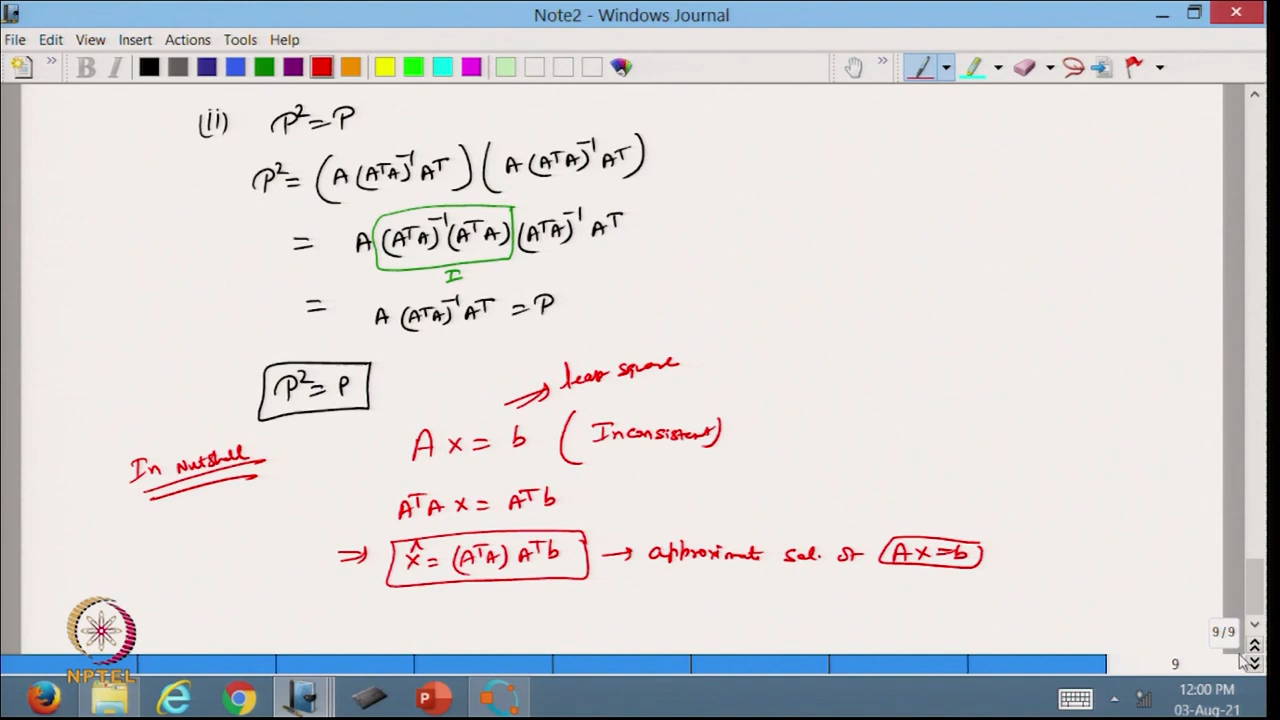 Note2 - Windows Journal
File Edit View Insert Actions Tools Help
(ii) P²=P
P²= (A(AᵀA)⁻¹Aᵀ)(A(AᵀA)⁻¹Aᵀ)
= A(AᵀA)⁻¹(AᵀA)(AᵀA)⁻¹Aᵀ
I
= A(AᵀA)⁻¹Aᵀ = P
P²=P
⇒ least square
Ax = b (Inconsistent)
In Nutshell
AᵀA x = Aᵀb
⇒ x̂ = (AᵀA) Aᵀb → approximat sol. of Ax=b
9/9
9
NPTEL
12:00 PM
03-Aug-21